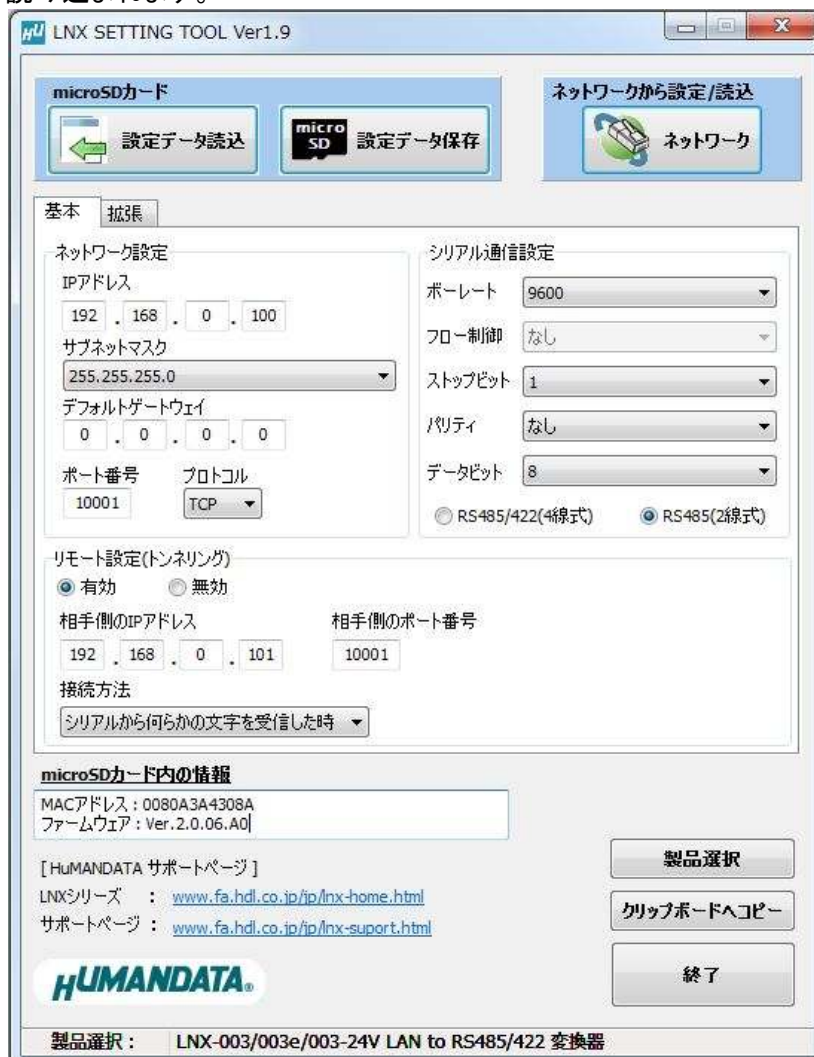 読み込まれます。
LNX SETTING TOOL Ver1.9
microSDカード
ネットワークから設定/読込
設定データ読込
micro
SD
設定データ保存
ネットワーク
基本 拡張
ネットワーク設定
シリアル通信設定
IPアドレス
192 . 168 . 0 . 100
ボーレート 9600
サブネットマスク
フロー制御 なし
255.255.255.0
ストップビット 1
デフォルトゲートウェイ
0 . 0 . 0 . 0
パリティ なし
ポート番号 プロトコル
データビット 8
10001 TCP
RS485/422(4線式) RS485(2線式)
リモート設定(トンネリング)
有効 無効
相手側のIPアドレス 相手側のポート番号
192 . 168 . 0 . 101 10001
接続方法
シリアルから何らかの文字を受信した時
microSDカード内の情報
MACアドレス : 0080A3A4308A
ファームウェア : Ver.2.0.06.A0
製品選択
[HuMANDATA サポートページ]
LNXシリーズ : www.fa.hdl.co.jp/jp/lnx-home.html
クリップボードへコピー
サポートページ : www.fa.hdl.co.jp/jp/lnx-suport.html
HUMANDATA®
終了
製品選択 : LNX-003/003e/003-24V LAN to RS485/422 変換器